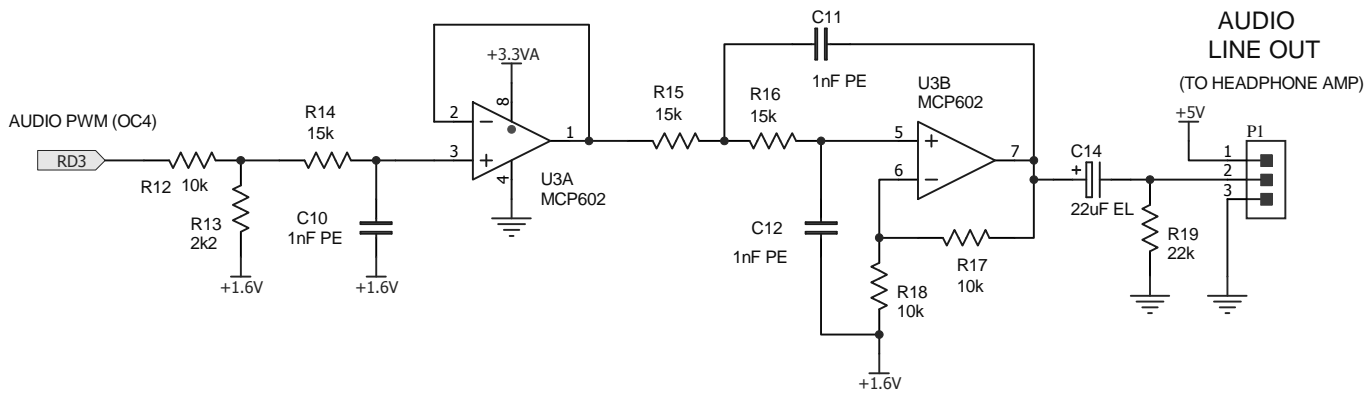 AUDIO
LINE OUT
(TO HEADPHONE AMP)
C11
1nF PE
+3.3VA
U3B
MCP602
R15
15k
R16
15k
+5V
P1
AUDIO PWM (OC4)
RD3
R14
15k
2
3
8
4
1
5
6
7
C14
+
22uF EL
1
2
3
R12
10k
U3A
MCP602
R13
2k2
C10
1nF PE
C12
1nF PE
R17
10k
R18
10k
R19
22k
+1.6V
+1.6V
+1.6V